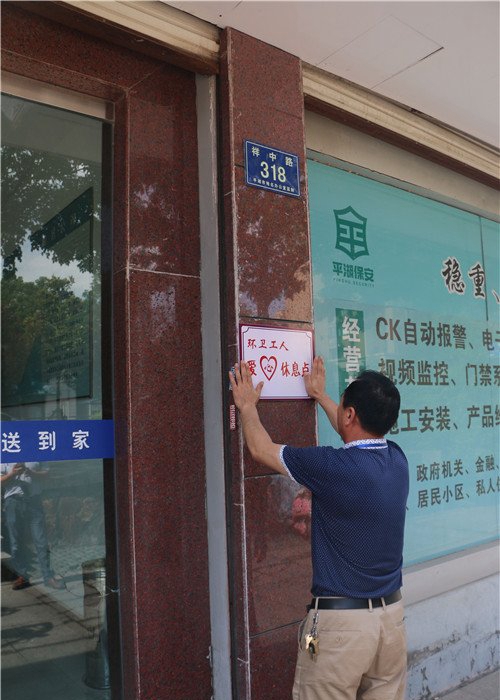 祥中路
318
环卫工人
爱心休息点
送到家
平湖保安
PINGHU SECURITY
稳重
经营
CK自动报警、电子
视频监控、门禁系
施工安装、产品维
政府机关、金融、
居民小区、私人住